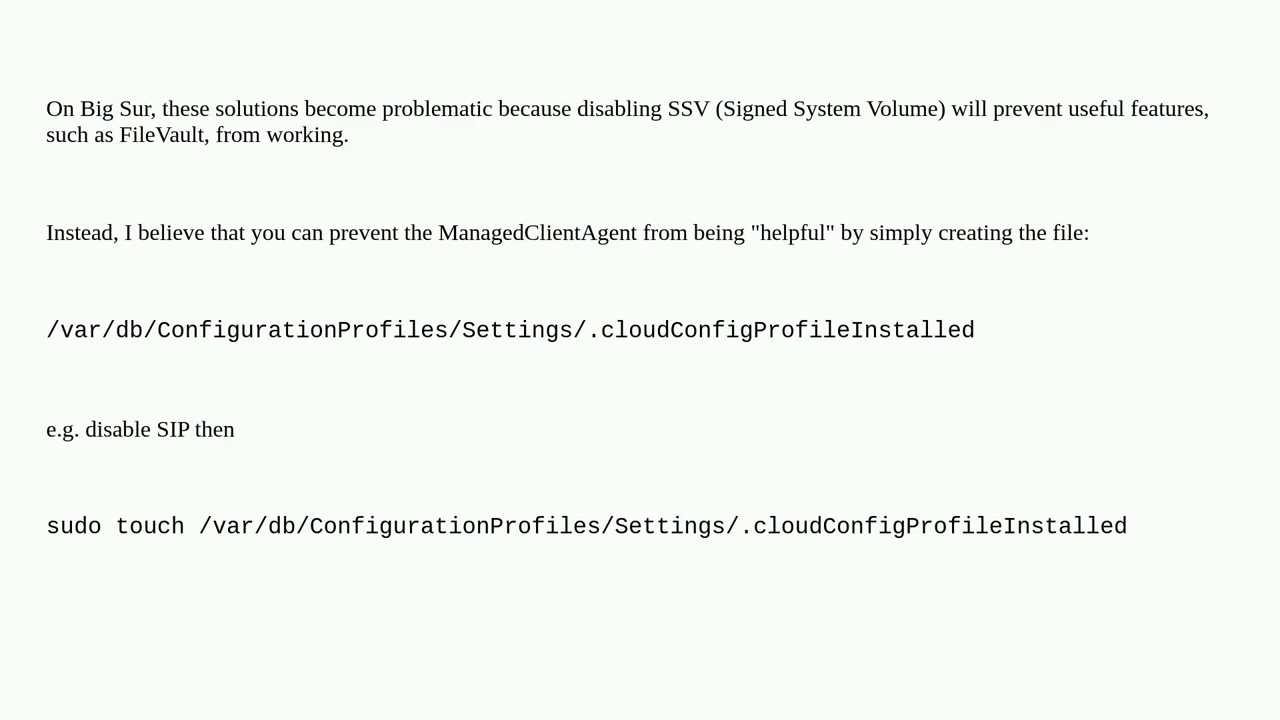 On Big Sur, these solutions become problematic because disabling SSV (Signed System Volume) will prevent useful features,
such as FileVault, from working.
Instead, I believe that you can prevent the ManagedClientAgent from being "helpful" by simply creating the file:
/var/db/ConfigurationProfiles/Settings/.cloudConfigProfileInstalled
e.g. disable SIP then
sudo touch /var/db/ConfigurationProfiles/Settings/.cloudConfigProfileInstalled